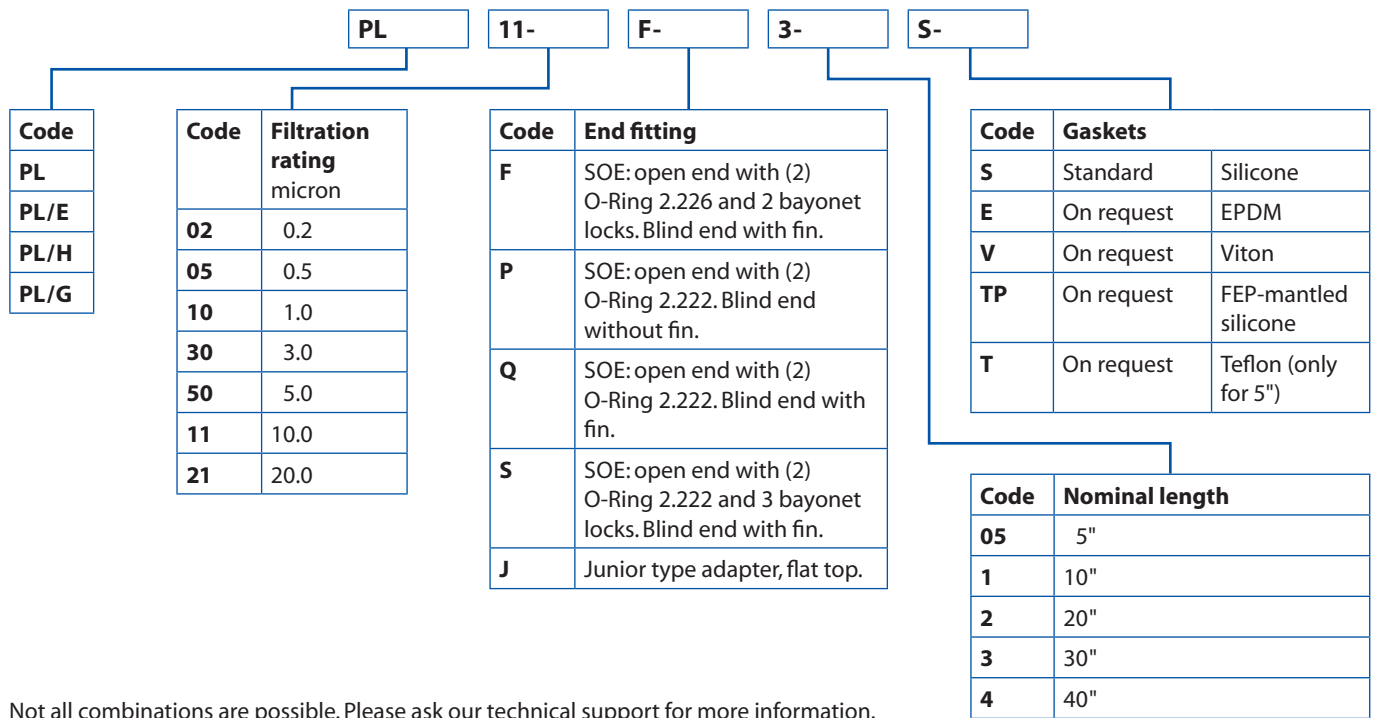 PL 11- F- 3- S-
Code
PL
PL/E
PL/H
PL/G
Code Filtration
rating
micron
02 0.2
05 0.5
10 1.0
30 3.0
50 5.0
11 10.0
21 20.0
Code End fitting
F SOE: open end with (2)
O-Ring 2.226 and 2 bayonet
locks. Blind end with fin.
P SOE: open end with (2)
O-Ring 2.222. Blind end
without fin.
Q SOE: open end with (2)
O-Ring 2.222. Blind end with
fin.
S SOE: open end with (2)
O-Ring 2.222 and 3 bayonet
locks. Blind end with fin.
J Junior type adapter, flat top.
Code Gaskets
S Standard Silicone
E On request EPDM
V On request Viton
TP On request FEP-mantled
silicone
T On request Teflon (only
for 5")
Code Nominal length
05 5"
1 10"
2 20"
3 30"
4 40"
Not all combinations are possible. Please ask our technical support for more information.